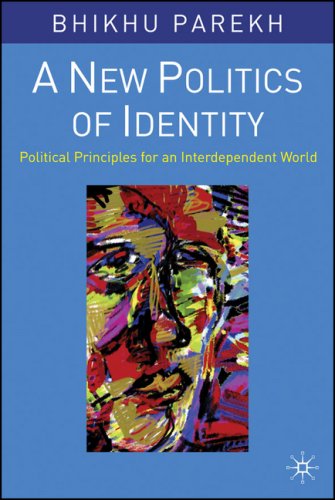 BHIKHU PAREKH
A NEW POLITICS
OF IDENTITY
Political Principles for an Interdependent World